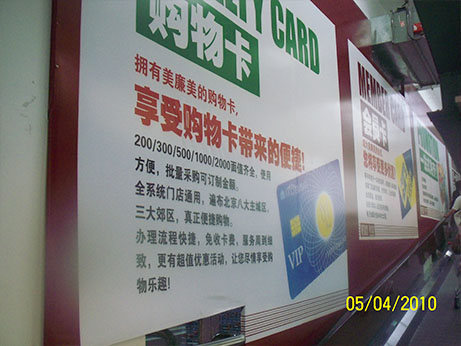 LTY CARD
购物卡
拥有美廉美的购物卡,
享受购物卡带来的便捷!
200/300/500/1000/2000面值齐全,使用
方便,批量采购可制订金额。
全系统门店通用,遍布北京八大主城区、
三大郊区,真正便捷购物。
办理流程快捷,免收卡费,服务周到细
致,更有超值优惠活动,让您尽情享受购
物乐趣!
VIP
MEMBER CARD
会员卡
05/04/2010